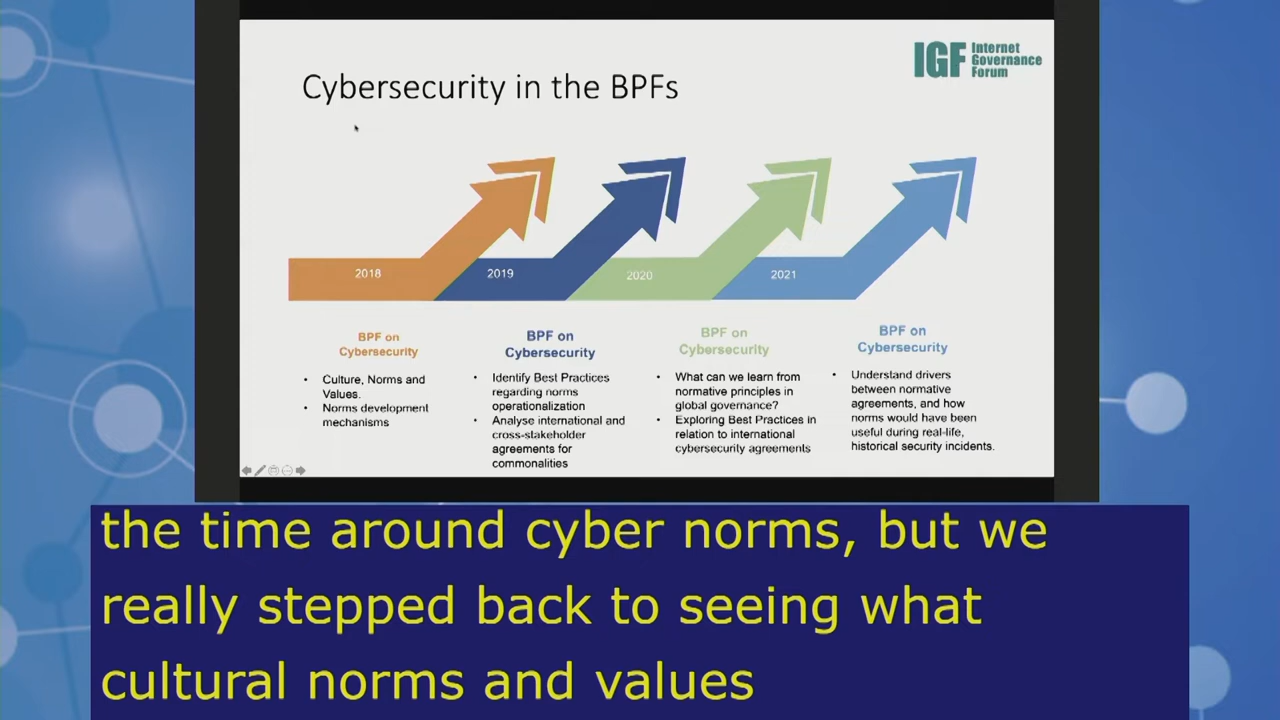 IGF Internet
Governance
Forum
Cybersecurity in the BPFs
2018
2019
2020
2021
BPF on
Cybersecurity
• Culture, Norms and
Values.
• Norms development
mechanisms
BPF on
Cybersecurity
• Identify Best Practices
regarding norms
operationalization
• Analyse international and
cross-stakeholder
agreements for
commonalities
BPF on
Cybersecurity
• What can we learn from
normative principles in
global governance?
• Exploring Best Practices in
relation to international
cybersecurity agreements
BPF on
Cybersecurity
• Understand drivers
between normative
agreements, and how
norms would have been
useful during real-life,
historical security incidents.
the time around cyber norms, but we
really stepped back to seeing what
cultural norms and values